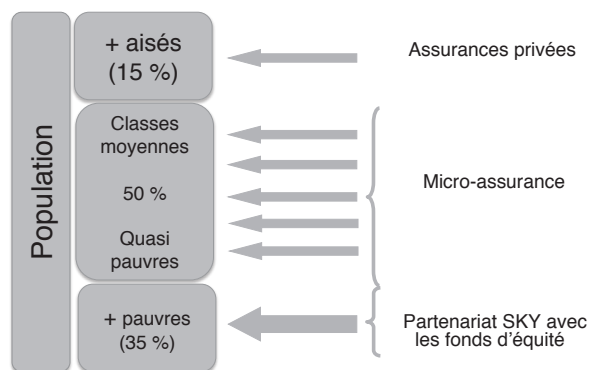 Population
+ aisés
(15 %)
Assurances privées
Classes
moyennes
50 %
Quasi
pauvres
Micro-assurance
+ pauvres
(35 %)
Partenariat SKY avec
les fonds d’équité